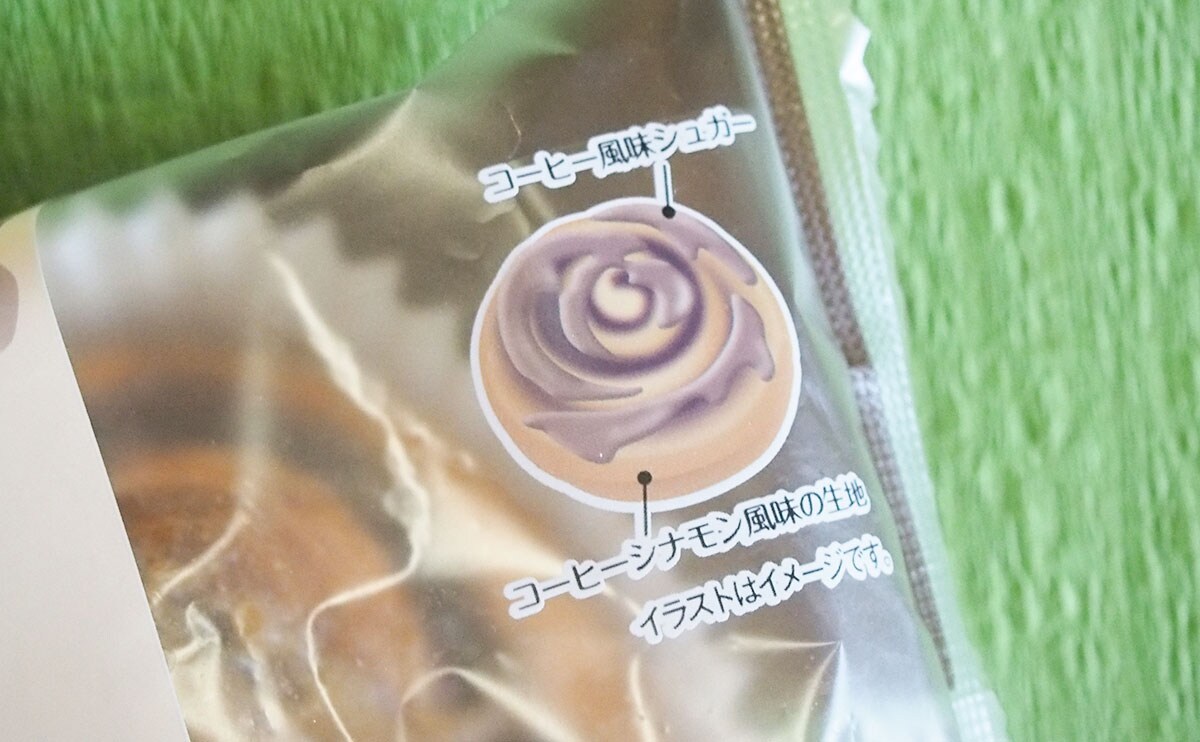 コーヒー風味シュガー
コーヒーシナモン風味の生地
イラストはイメージです。